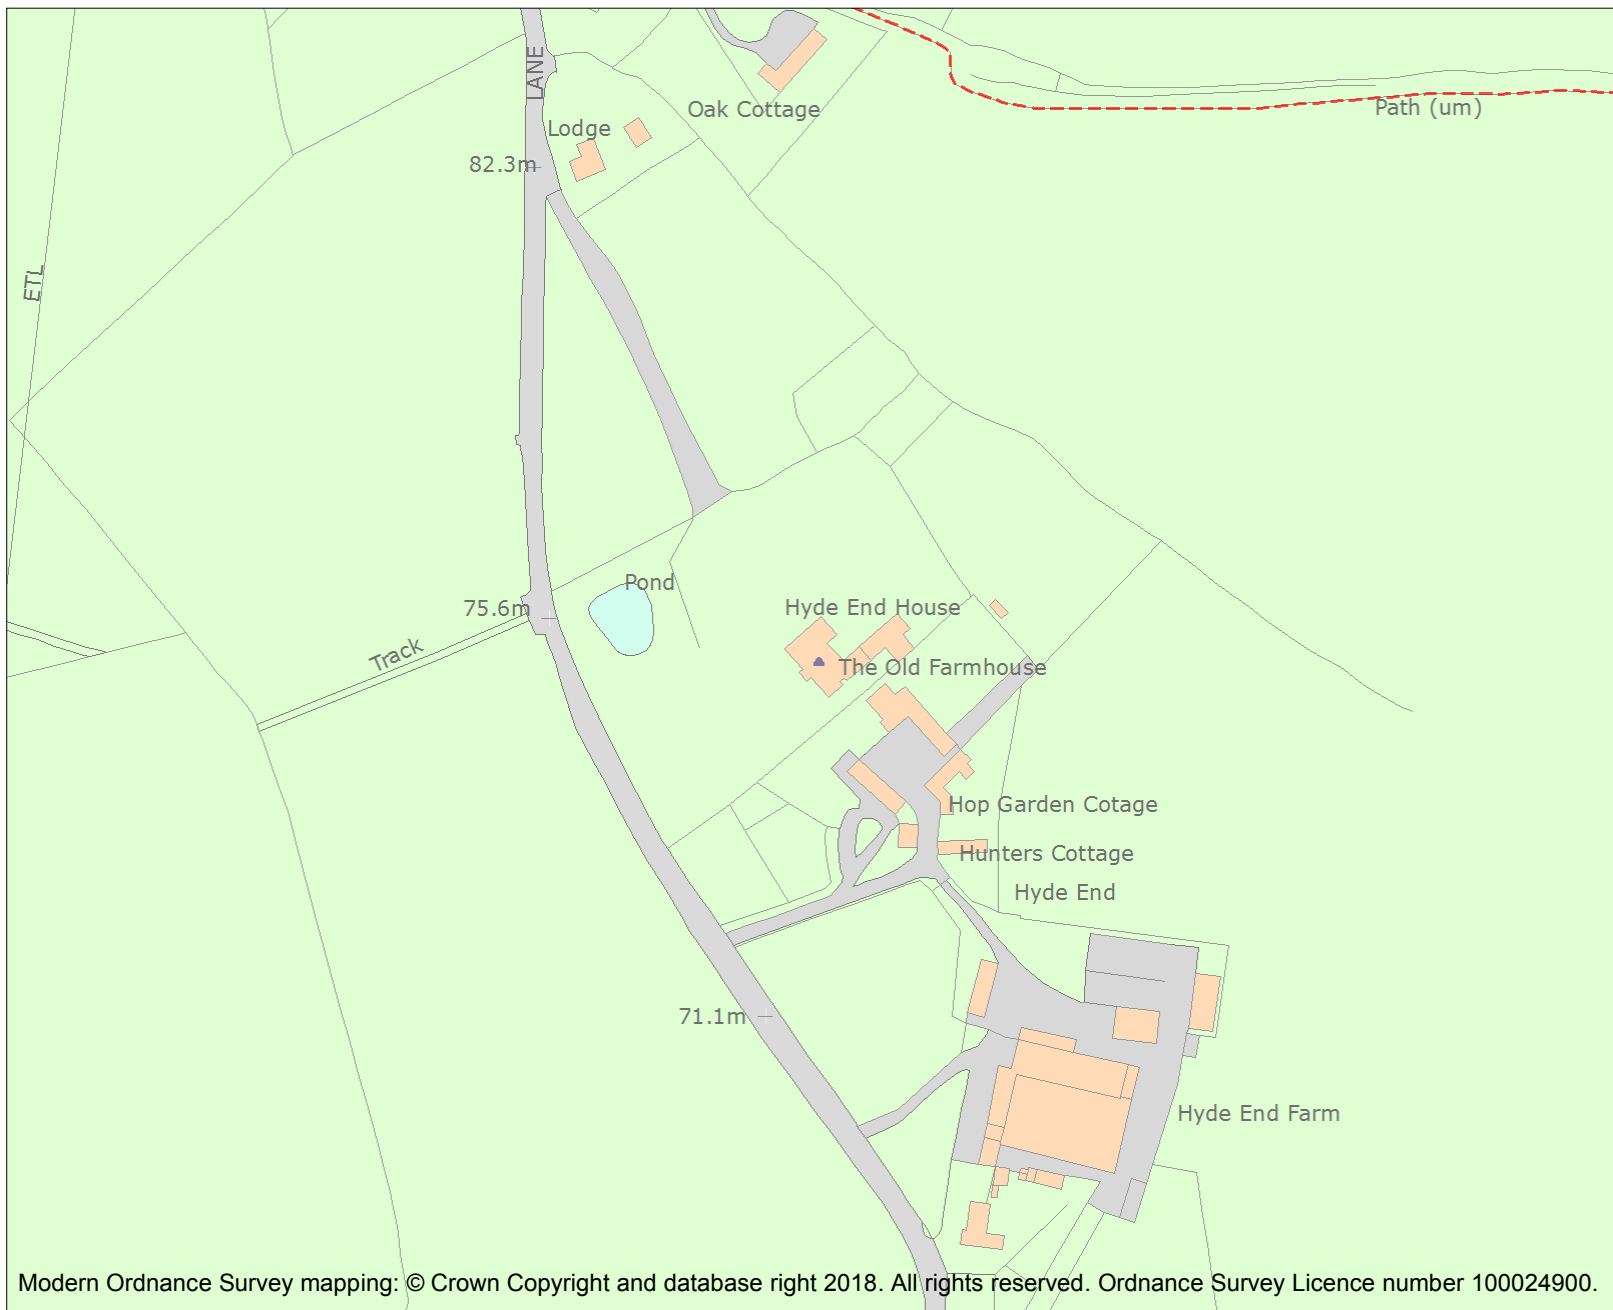 LANE
Oak Cottage
Path (um)
Lodge
82.3m
ETL
Pond
75.6m
Hyde End House
Track
The Old Farmhouse
Hop Garden Cotage
Hunters Cottage
Hyde End
71.1m
Hyde End Farm
Modern Ordnance Survey mapping: © Crown Copyright and database right 2018. All rights reserved. Ordnance Survey Licence number 100024900.